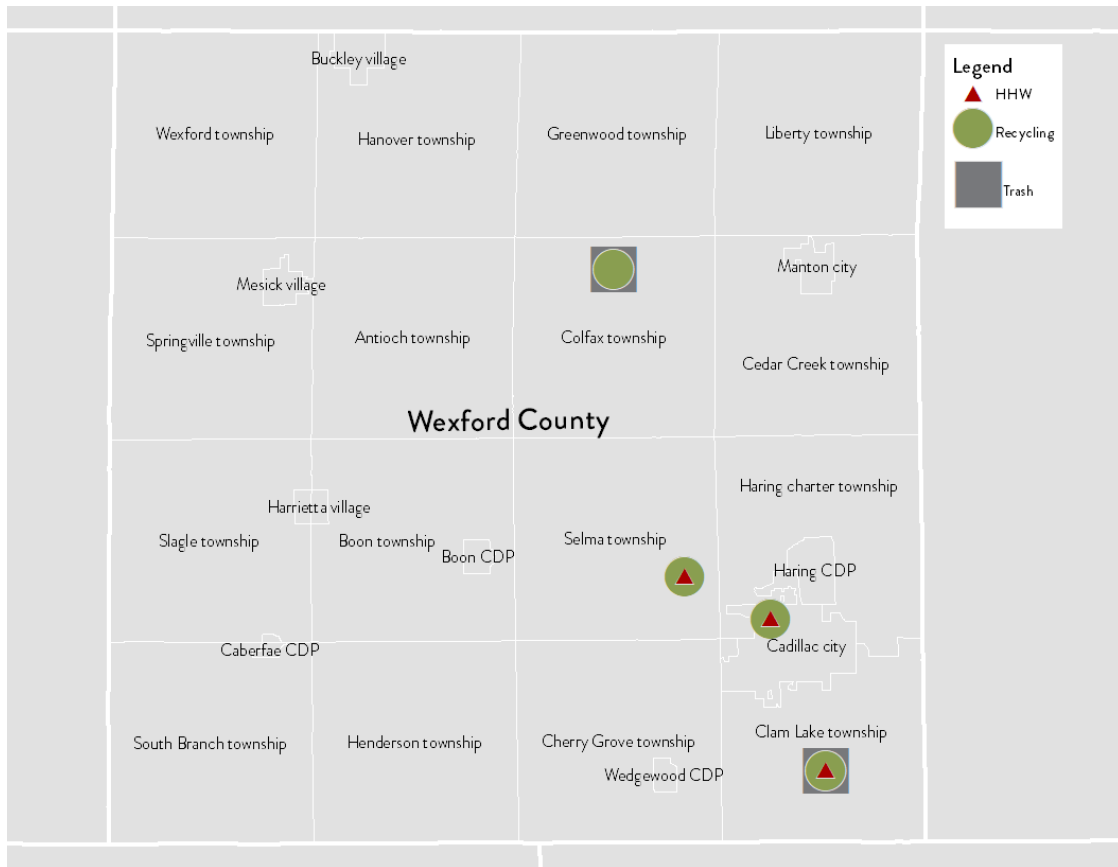 Buckley village
Legend
HHW
Recycling
Trash
Wexford township
Hanover township
Greenwood township
Liberty township
Mesick village
Manton city
Springville township
Antioch township
Colfax township
Cedar Creek township
Wexford County
Haring charter township
Harrietta village
Slagle township
Boon township
Boon CDP
Selma township
Haring CDP
Caberfae CDP
Cadillac city
South Branch township
Henderson township
Cherry Grove township
Clam Lake township
Wedgewood CDP